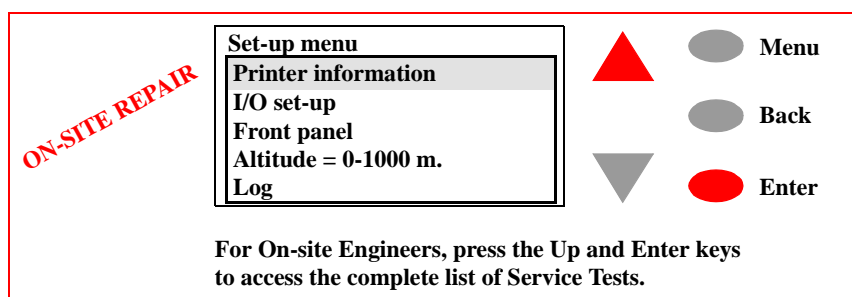 ON-SITE REPAIR
Set-up menu
Printer information
I/O set-up
Front panel
Altitude = 0-1000 m.
Log
Menu
Back
Enter
For On-site Engineers, press the Up and Enter keys
to access the complete list of Service Tests.